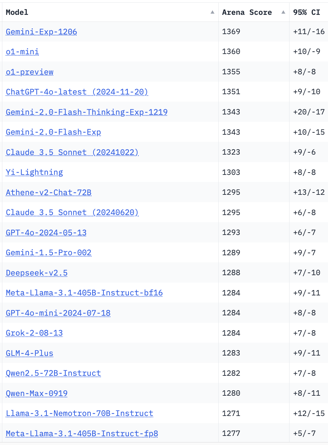 Model Arena Score 95% CI
Gemini-Exp-1206 1369 +11/-16
o1-mini 1360 +10/-9
o1-preview 1355 +8/-8
ChatGPT-4o-latest (2024-11-20) 1351 +9/-10
Gemini-2.0-Flash-Thinking-Exp-1219 1343 +20/-17
Gemini-2.0-Flash-Exp 1343 +10/-15
Claude 3.5 Sonnet (20241022) 1323 +9/-6
Yi-Lightning 1303 +8/-8
Athene-v2-Chat-72B 1295 +13/-12
Claude 3.5 Sonnet (20240620) 1295 +6/-8
GPT-4o-2024-05-13 1293 +6/-7
Gemini-1.5-Pro-002 1289 +9/-7
Deepseek-v2.5 1288 +7/-10
Meta-Llama-3.1-405B-Instruct-bf16 1284 +9/-11
GPT-4o-mini-2024-07-18 1284 +8/-8
Grok-2-08-13 1284 +7/-8
GLM-4-Plus 1283 +9/-11
Qwen2.5-72B-Instruct 1282 +7/-8
Qwen-Max-0919 1280 +8/-11
Llama-3.1-Nemotron-70B-Instruct 1271 +12/-15
Meta-Llama-3.1-405B-Instruct-fp8 1277 +5/-7